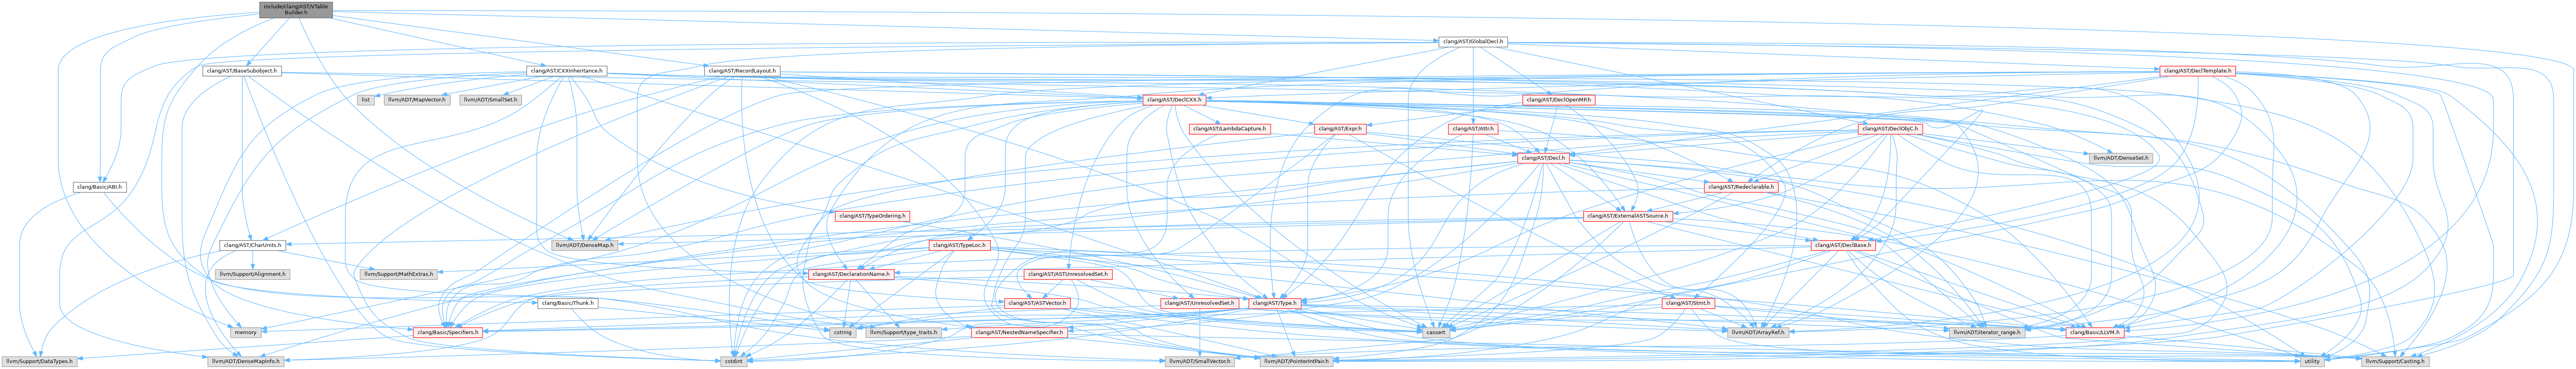 include/clang/AST/VTable
Builder.h
clang/AST/GlobalDecl.h
clang/AST/BaseSubobject.h
clang/AST/CXXInheritance.h
clang/AST/RecordLayout.h
clang/AST/DeclTemplate.h
list
llvm/ADT/MapVector.h
llvm/ADT/SmallSet.h
clang/AST/DeclCXX.h
clang/AST/DeclOpenMP.h
clang/AST/LambdaCapture.h
clang/AST/Expr.h
clang/AST/Attr.h
clang/AST/DeclObjC.h
clang/AST/Decl.h
llvm/ADT/DenseSet.h
clang/Basic/ABI.h
clang/AST/Redeclarable.h
clang/AST/TypeOrdering.h
clang/AST/ExternalASTSource.h
clang/AST/CharUnits.h
llvm/ADT/DenseMap.h
clang/AST/TypeLoc.h
clang/AST/DeclBase.h
llvm/Support/Alignment.h
llvm/Support/MathExtras.h
clang/AST/DeclarationName.h
clang/AST/ASTUnresolvedSet.h
clang/Basic/Thunk.h
clang/AST/ASTVector.h
clang/AST/UnresolvedSet.h
clang/AST/Type.h
clang/AST/Stmt.h
memory
clang/Basic/Specifiers.h
cstring
llvm/Support/type_traits.h
clang/AST/NestedNameSpecifier.h
cassert
llvm/ADT/ArrayRef.h
llvm/ADT/iterator_range.h
clang/Basic/LLVM.h
llvm/Support/DataTypes.h
llvm/ADT/DenseMapInfo.h
cstdint
llvm/ADT/SmallVector.h
llvm/ADT/PointerIntPair.h
utility
llvm/Support/Casting.h